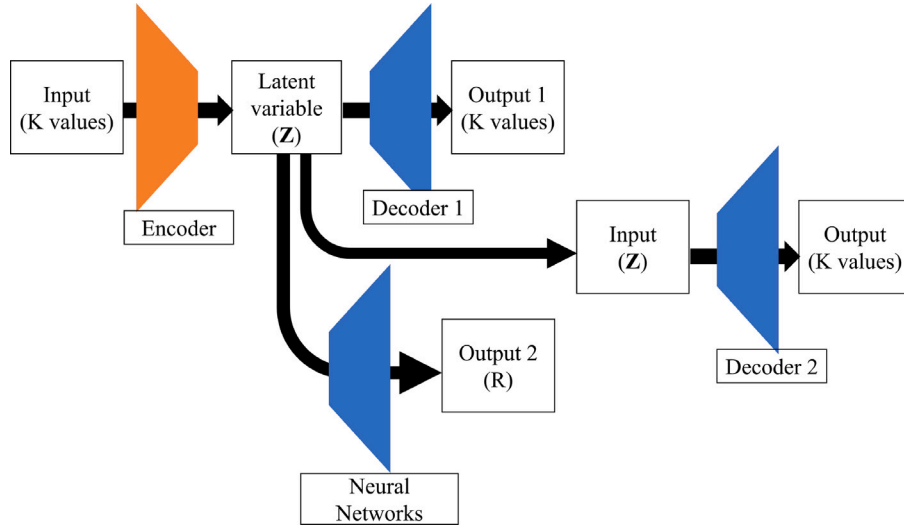 Input
(K values)
Encoder
Latent
variable
(Z)
Decoder 1
Output 1
(K values)
Input
(Z)
Decoder 2
Output
(K values)
Neural
Networks
Output 2
(R)